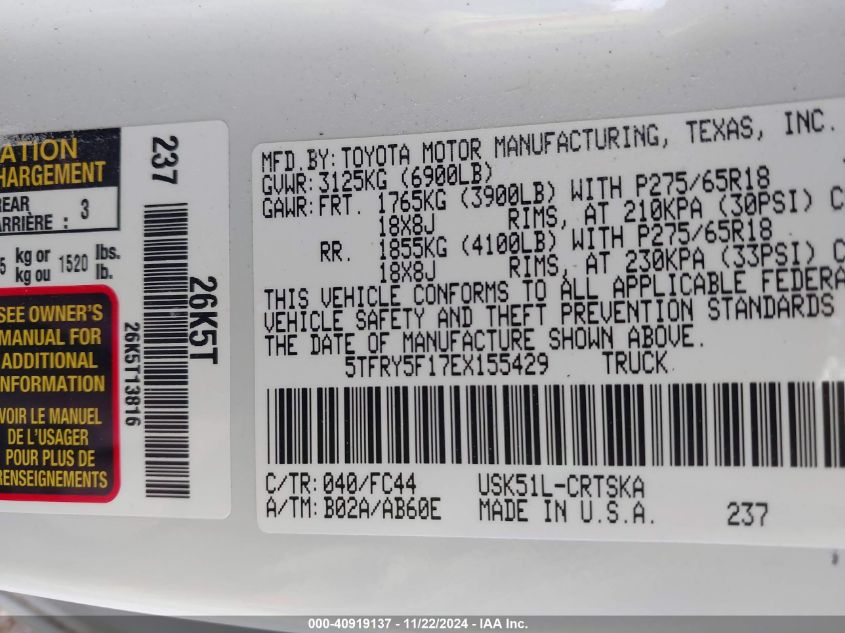 ATION
HARGEMENT
REAR
ARRIÈRE : 3
5 kg or 1520 lbs.
kg ou lb.
SEE OWNER'S
MANUAL FOR
ADDITIONAL
INFORMATION
VOIR LE MANUEL
DE L'USAGER
POUR PLUS DE
RENSEIGNEMENTS
237
26K5T
26K5T13816
MFD.BY: TOYOTA MOTOR MANUFACTURING, TEXAS, INC.
GVWR: 3125KG (6900LB)
GAWR: FRT. 1765KG (3900LB) WITH P275/65R18
18X8J RIMS, AT 210KPA (30PSI) C
RR. 1855KG (4100LB) WITH P275/65R18
18X8J RIMS, AT 230KPA (33PSI) C
THIS VEHICLE CONFORMS TO ALL APPLICABLE FEDERA
VEHICLE SAFETY AND THEFT PREVENTION STANDARDS
THE DATE OF MANUFACTURE SHOWN ABOVE.
5TFRY5F17EX155429 TRUCK
C/TR: 040/FC44 USK51L-CRTSKA
A/TM: B02A/AB60E MADE IN U.S.A. 237
000-40919137 - 11/22/2024 - IAA Inc.